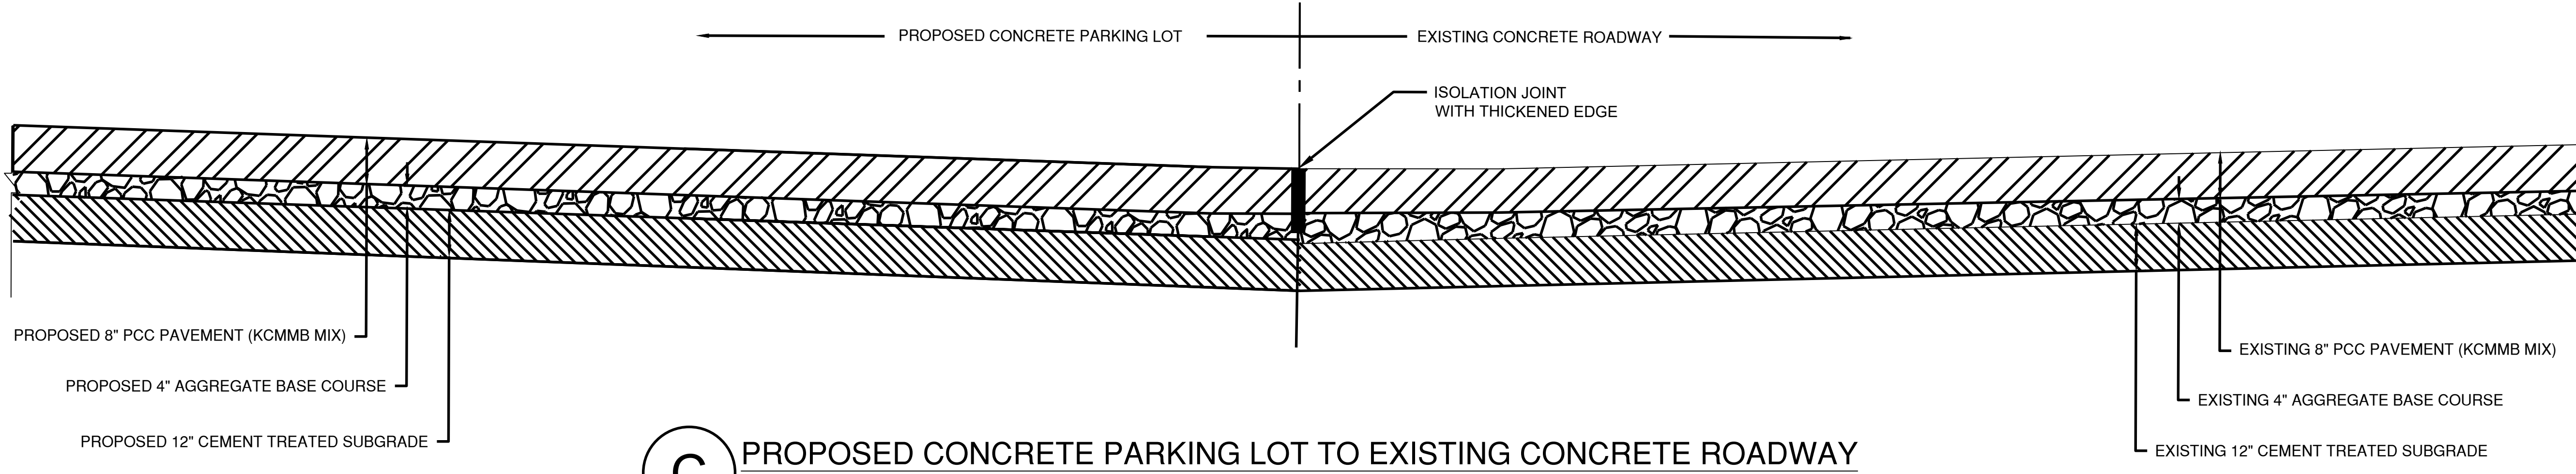 PROPOSED CONCRETE PARKING LOT
EXISTING CONCRETE ROADWAY
ISOLATION JOINT
WITH THICKENED EDGE
PROPOSED 8" PCC PAVEMENT (KCMMB MIX)
PROPOSED 4" AGGREGATE BASE COURSE
PROPOSED 12" CEMENT TREATED SUBGRADE
EXISTING 8" PCC PAVEMENT (KCMMB MIX)
EXISTING 4" AGGREGATE BASE COURSE
EXISTING 12" CEMENT TREATED SUBGRADE
PROPOSED CONCRETE PARKING LOT TO EXISTING CONCRETE ROADWAY